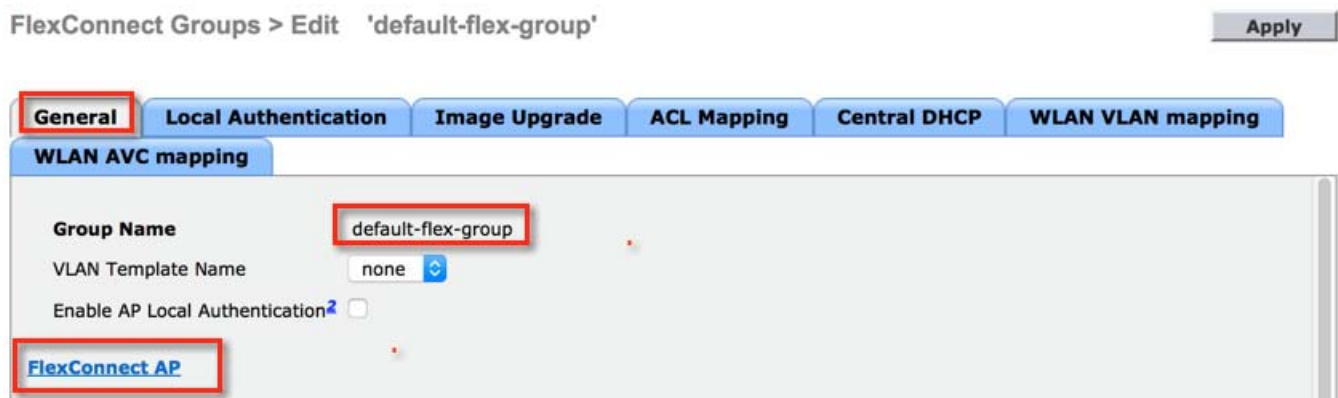 FlexConnect Groups > Edit 'default-flex-group'
Apply
General Local Authentication Image Upgrade ACL Mapping Central DHCP WLAN VLAN mapping
WLAN AVC mapping
Group Name default-flex-group
VLAN Template Name none
Enable AP Local Authentication2
FlexConnect AP